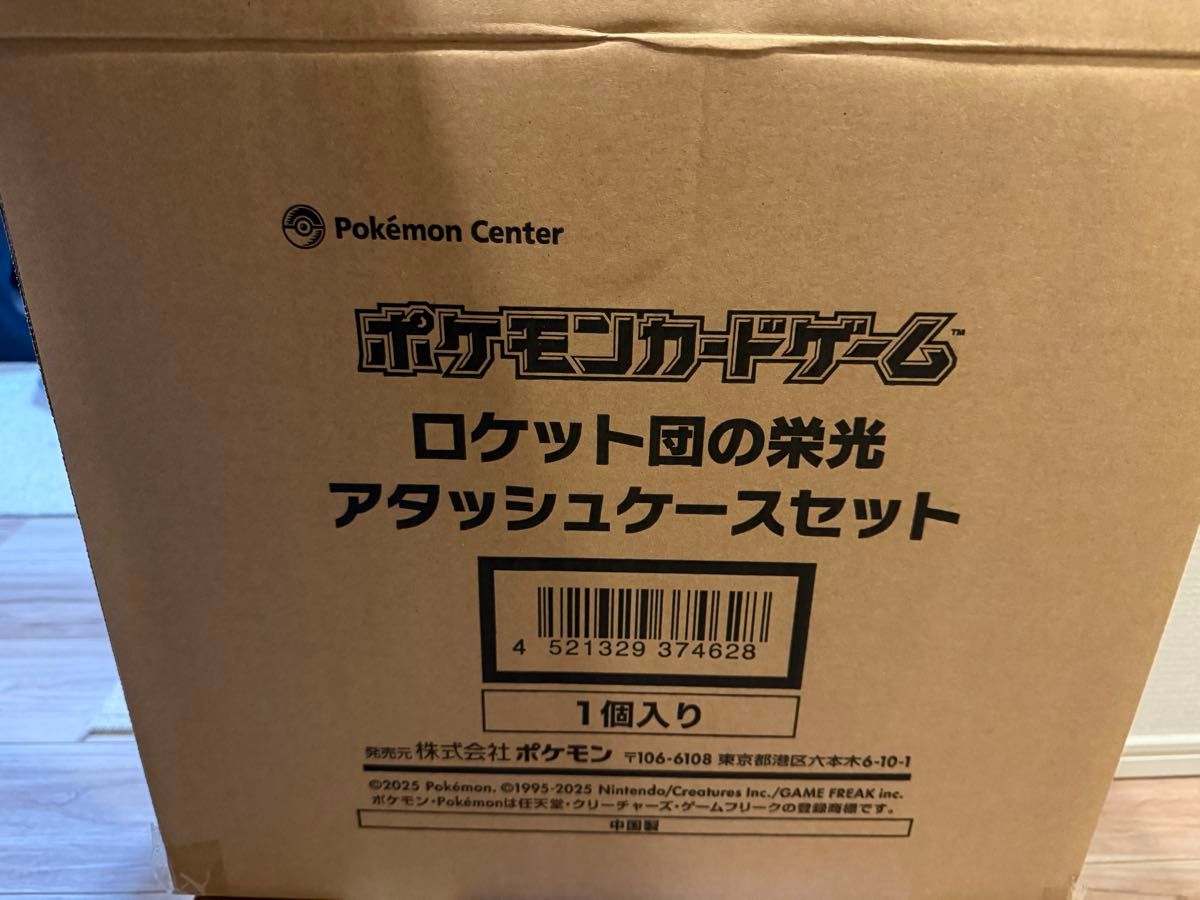 Pokémon Center
ポケモンカードゲーム™
ロケット団の栄光
アタッシュケースセット
4 521329 374628
1個入り
発売元 株式会社 ポケモン 〒106-6108 東京都港区六本木6-10-1
©2025 Pokémon. ©1995-2025 Nintendo/Creatures Inc./GAME FREAK inc.
ポケモン・Pokémonは任天堂・クリーチャーズ・ゲームフリークの登録商標です。
中国製